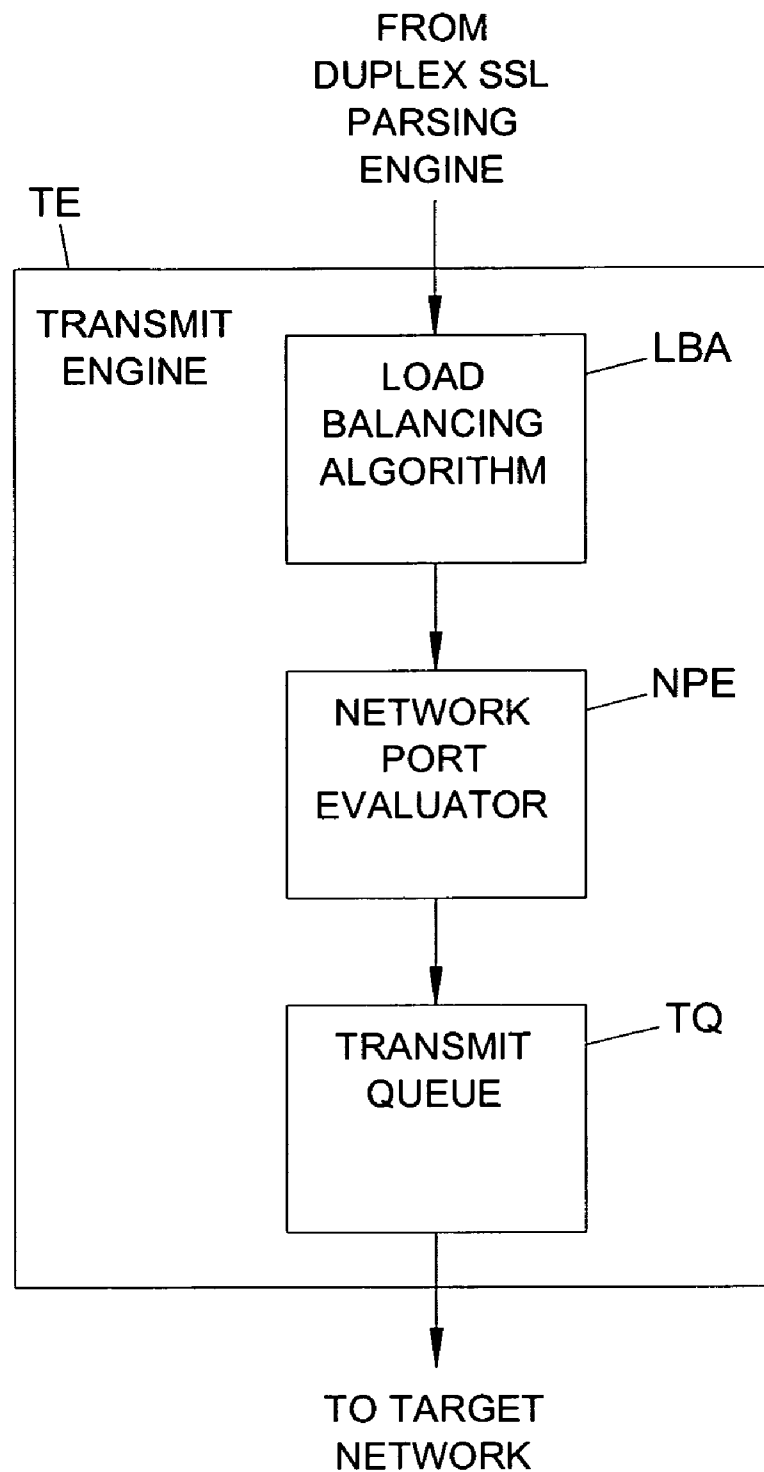 FROM
DUPLEX SSL
PARSING
ENGINE
TE
TRANSMIT
ENGINE
LOAD
BALANCING
ALGORITHM
LBA
NETWORK
PORT
EVALUATOR
NPE
TRANSMIT
QUEUE
TQ
TO TARGET
NETWORK